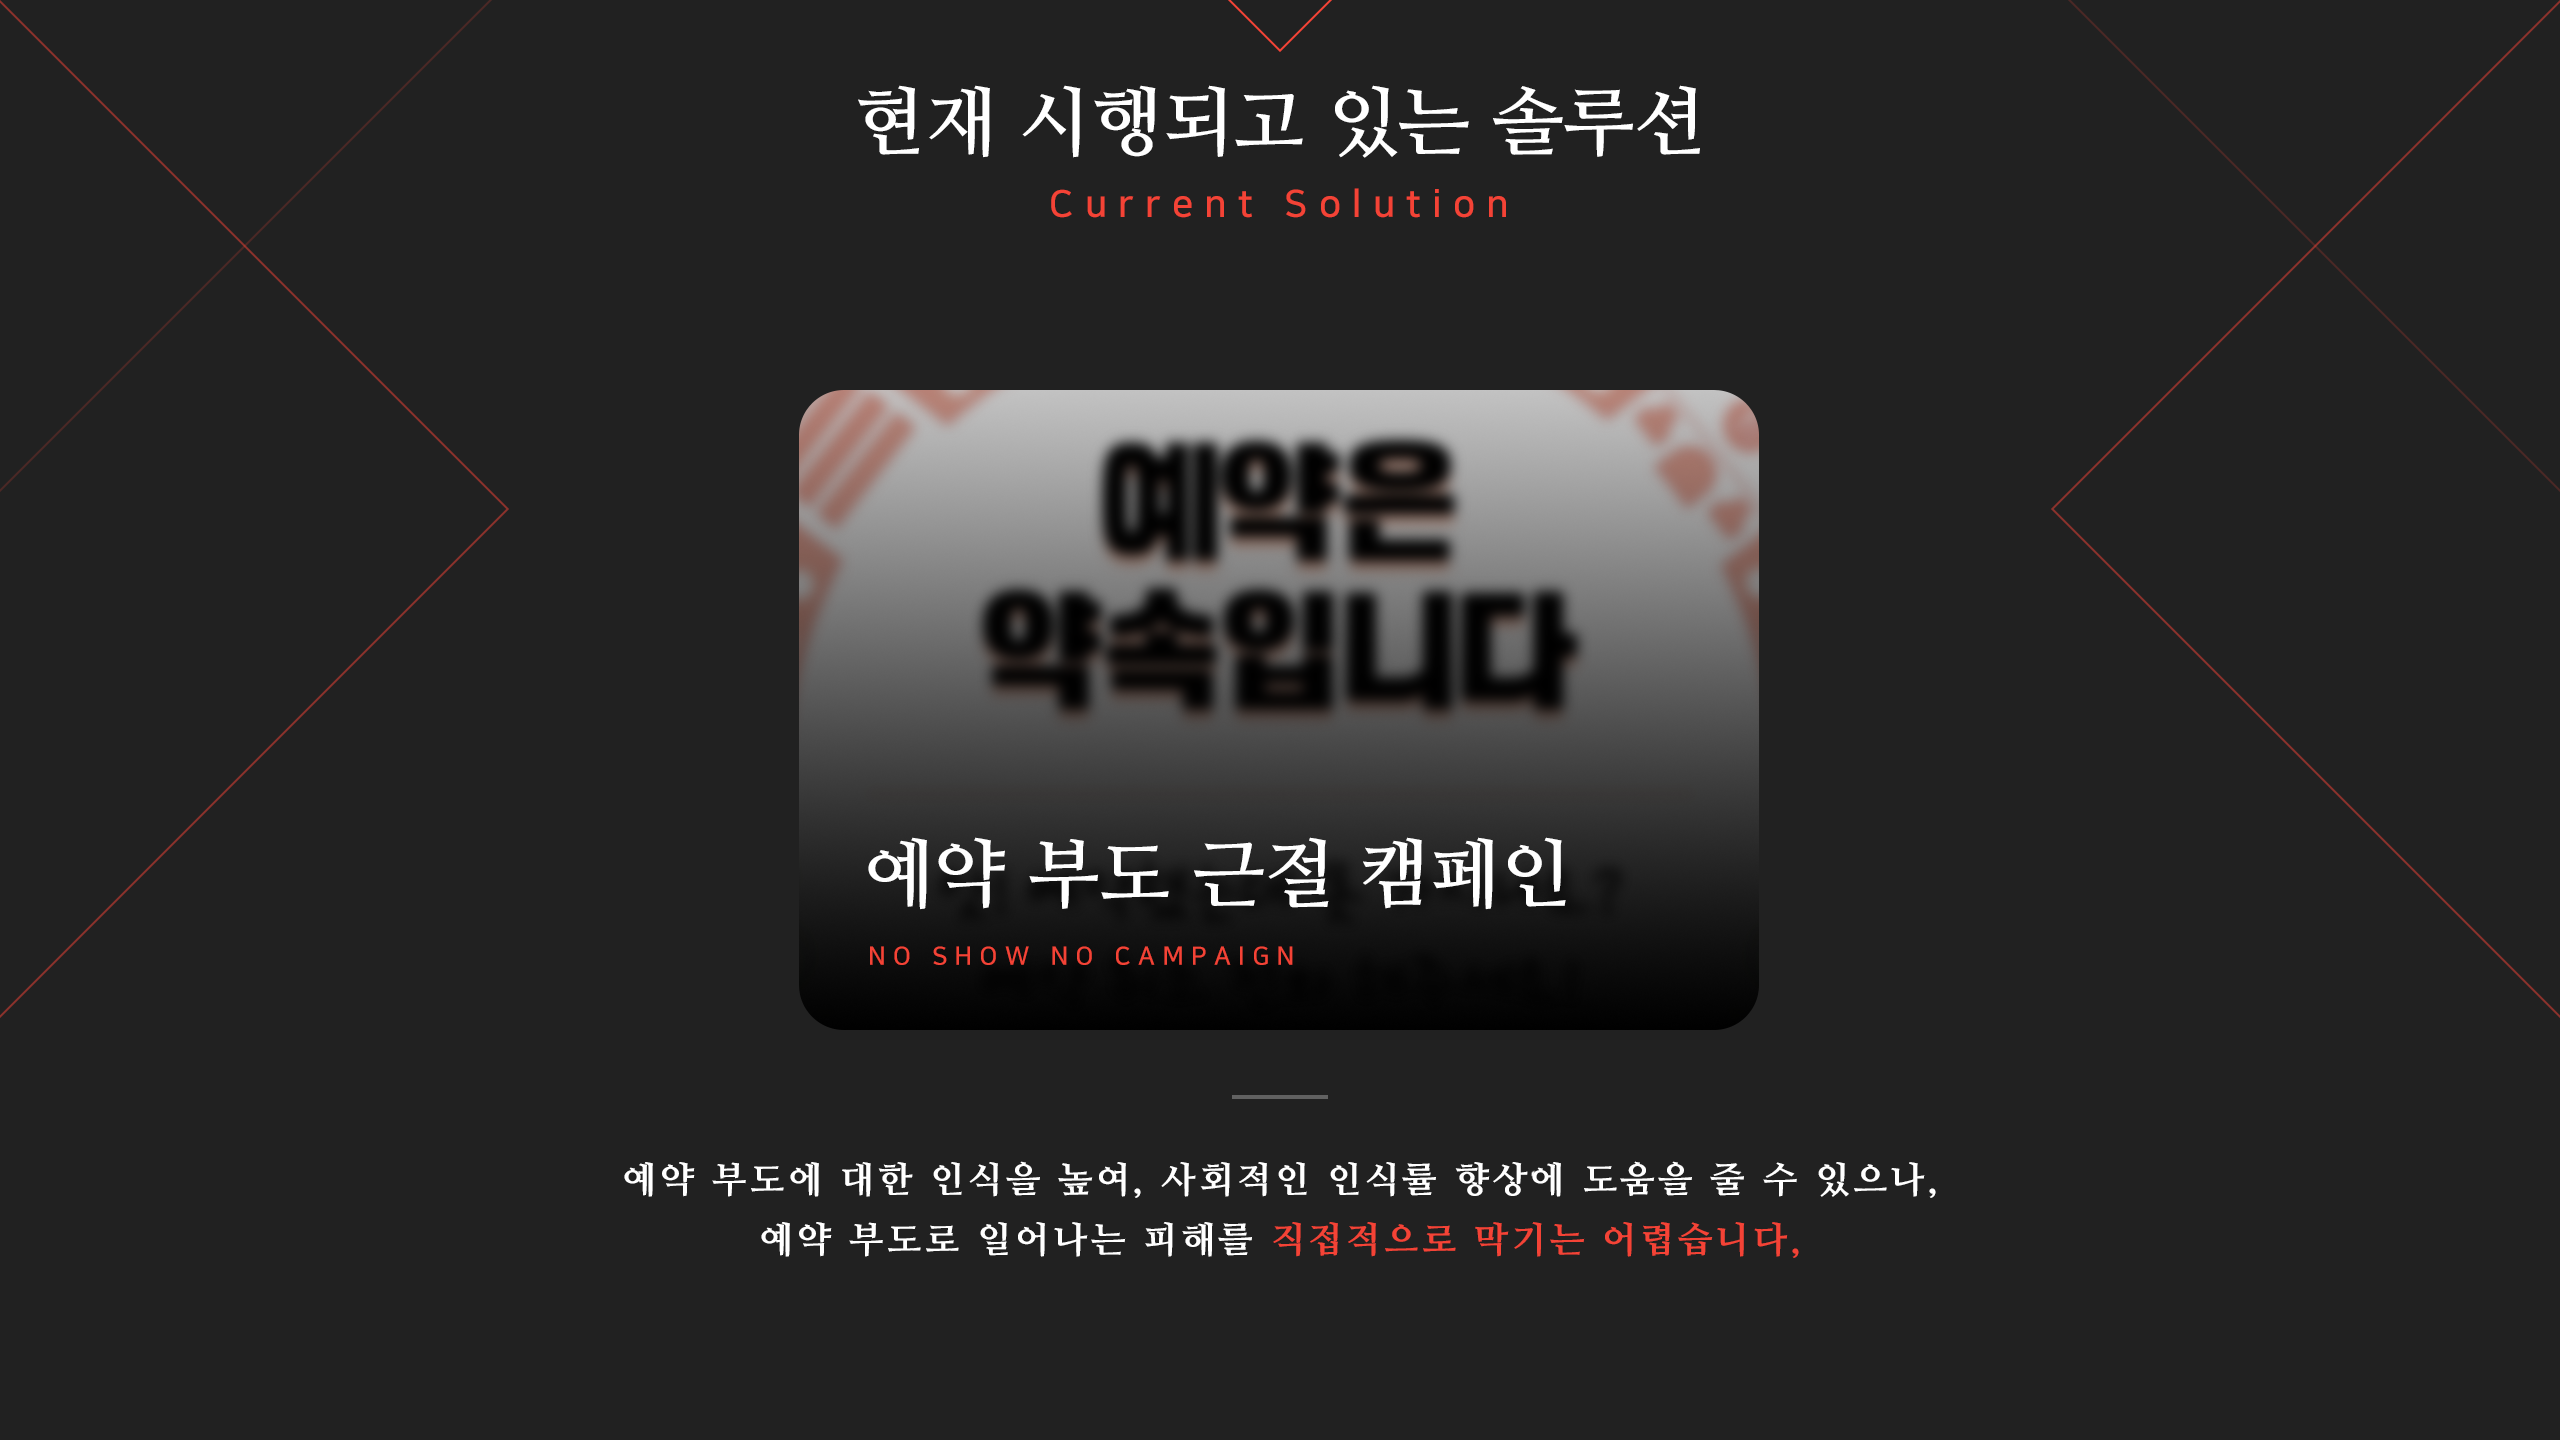 현재 시행되고 있는 솔루션
Current Solution
예약은
약속입니다
예약 부도 근절 캠페인
NO SHOW NO CAMPAIGN
예약 부도에 대한 인식을 높여, 사회적인 인식률 향상에 도움을 줄 수 있으나,
예약 부도로 일어나는 피해를 직접적으로 막기는 어렵습니다,